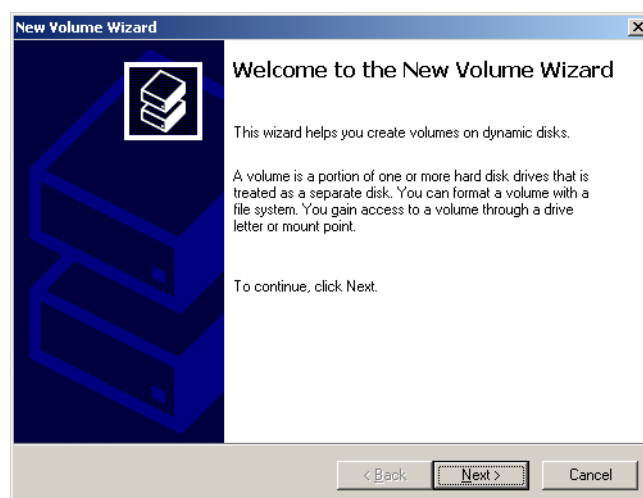 New Volume Wizard
Welcome to the New Volume Wizard
This wizard helps you create volumes on dynamic disks.
A volume is a portion of one or more hard disk drives that is
treated as a separate disk. You can format a volume with a
file system. You gain access to a volume through a drive
letter or mount point.
To continue, click Next.
< Back Next > Cancel